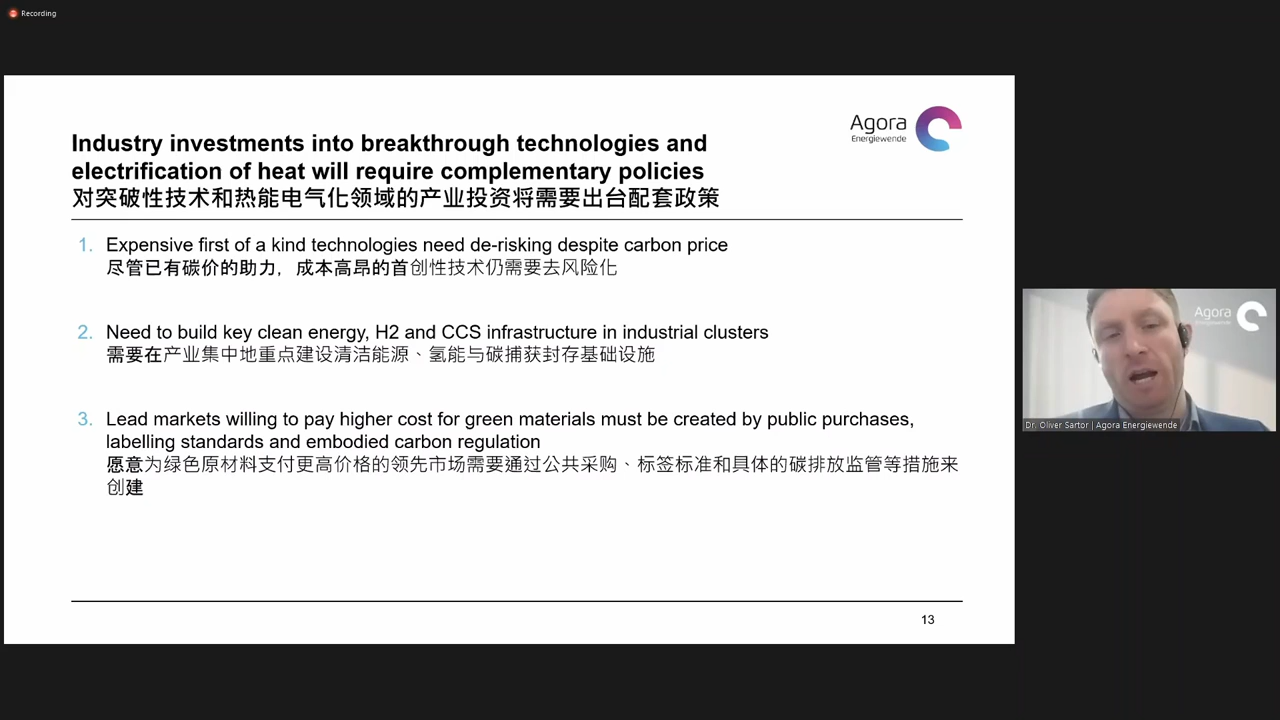 Recording
Agora
Energiewende
Industry investments into breakthrough technologies and
electrification of heat will require complementary policies
对突破性技术和热能电气化领域的产业投资将需要出台配套政策
1. Expensive first of a kind technologies need de-risking despite carbon price
尽管已有碳价的助力，成本高昂的首创性技术仍需要去风险化
2. Need to build key clean energy, H2 and CCS infrastructure in industrial clusters
需要在产业集中地重点建设清洁能源、氢能与碳捕获封存基础设施
3. Lead markets willing to pay higher cost for green materials must be created by public purchases,
labelling standards and embodied carbon regulation
愿意为绿色原材料支付更高价格的领先市场需要通过公共采购、标签标准和具体的碳排放监管等措施来
创建
13
Agora
Energiewende
Dr. Oliver Sartor | Agora Energiewende